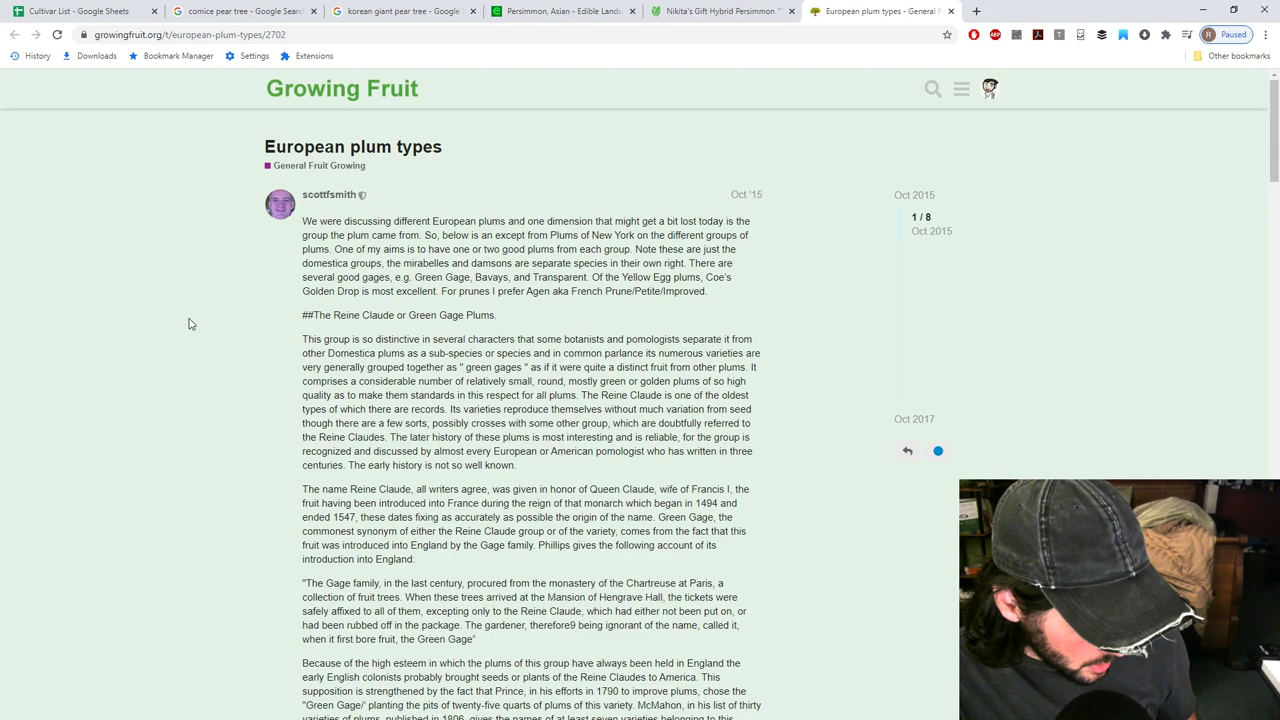 Cultivar List - Google Sheets
comice pear tree - Google Searc
korean giant pear tree - Google S
Persimmon, Asian - Edible Lands
Nikita's Gift Hybrid Persimmon ™
European plum types - General F
growingfruit.org/t/european-plum-types/2702
Paused
History
Downloads
Bookmark Manager
Settings
Extensions
Other bookmarks
Growing Fruit
European plum types
General Fruit Growing
scottfsmith
Oct '15
We were discussing different European plums and one dimension that might get a bit lost today is the
group the plum came from. So, below is an except from Plums of New York on the different groups of
plums. One of my aims is to have one or two good plums from each group. Note these are just the
domestica groups, the mirabelles and damsons are separate species in their own right. There are
several good gages, e.g. Green Gage, Bavays, and Transparent. Of the Yellow Egg plums, Coe's
Golden Drop is most excellent. For prunes I prefer Agen aka French Prune/Petite/Improved.
##The Reine Claude or Green Gage Plums.
This group is so distinctive in several characters that some botanists and pomologists separate it from
other Domestica plums as a sub-species or species and in common parlance its numerous varieties are
very generally grouped together as " green gages " as if it were quite a distinct fruit from other plums. It
comprises a considerable number of relatively small, round, mostly green or golden plums of so high
quality as to make them standards in this respect for all plums. The Reine Claude is one of the oldest
types of which there are records. Its varieties reproduce themselves without much variation from seed
though there are a few sorts, possibly crosses with some other group, which are doubtfully referred to
the Reine Claudes. The later history of these plums is most interesting and is reliable, for the group is
recognized and discussed by almost every European or American pomologist who has written in three
centuries. The early history is not so well known.
The name Reine Claude, all writers agree, was given in honor of Queen Claude, wife of Francis I, the
fruit having been introduced into France during the reign of that monarch which began in 1494 and
ended 1547, these dates fixing as accurately as possible the origin of the name. Green Gage, the
commonest synonym of either the Reine Claude group or of the variety, comes from the fact that this
fruit was introduced into England by the Gage family. Phillips gives the following account of its
introduction into England:
"The Gage family, in the last century, procured from the monastery of the Chartreuse at Paris, a
collection of fruit trees. When these trees arrived at the Mansion of Hengrave Hall, the tickets were
safely affixed to all of them, excepting only to the Reine Claude, which had either not been put on, or
had been rubbed off in the package. The gardener, therefore9 being ignorant of the name, called it,
when it first bore fruit, the Green Gage"
Because of the high esteem in which the plums of this group have always been held in England the
early English colonists probably brought seeds or plants of the Reine Claudes to America. This
supposition is strengthened by the fact that Prince, in his efforts in 1790 to improve plums, chose the
"Green Gage/' planting the pits of twenty-five quarts of plums of this variety. McMahon, in his list of thirty
varieties of plums, published in 1806, gives the names of at least seven varieties belonging to this
Oct 2015
1 / 8
Oct 2015
Oct 2017